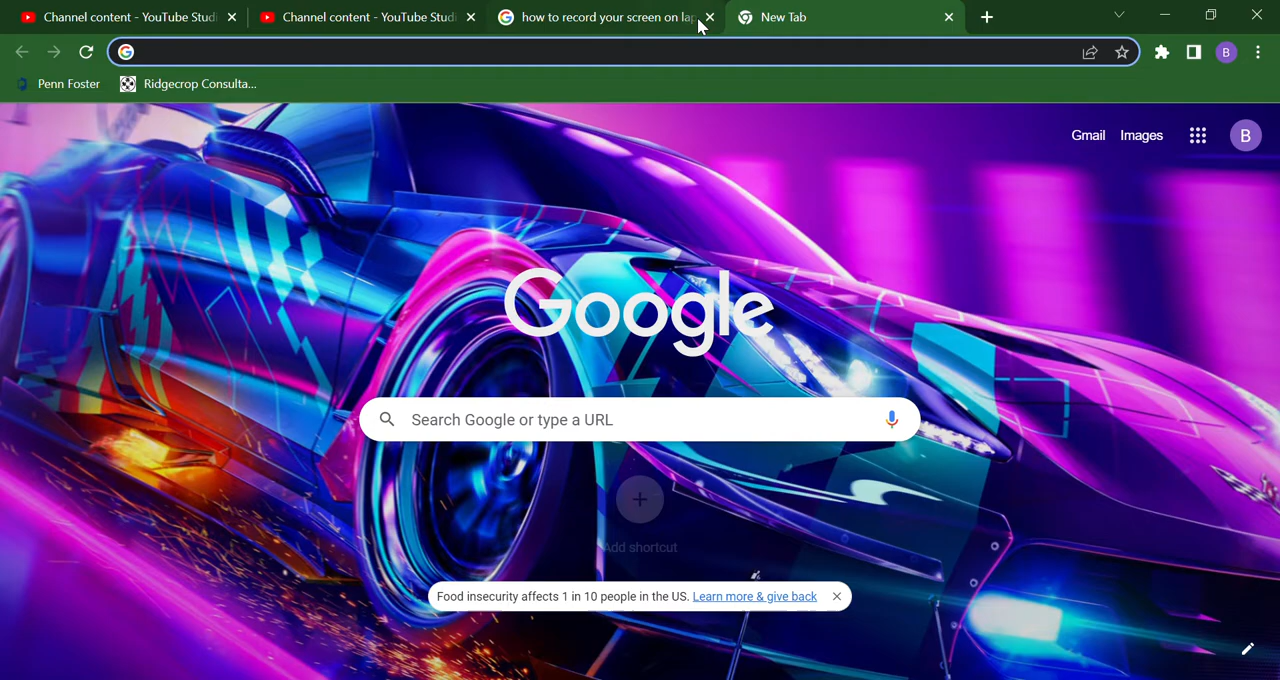 Channel content - YouTube Studi
Channel content - YouTube Studi
how to record your screen on lap
New Tab
B
Penn Foster
Ridgecrop Consulta...
Gmail
Images
B
Google
Search Google or type a URL
Add shortcut
Food insecurity affects 1 in 10 people in the US. Learn more & give back